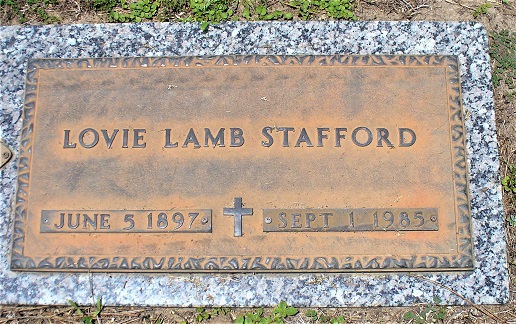 LOVIE LAMB STAFFORD
JUNE 5 1897 SEPT 1 1985